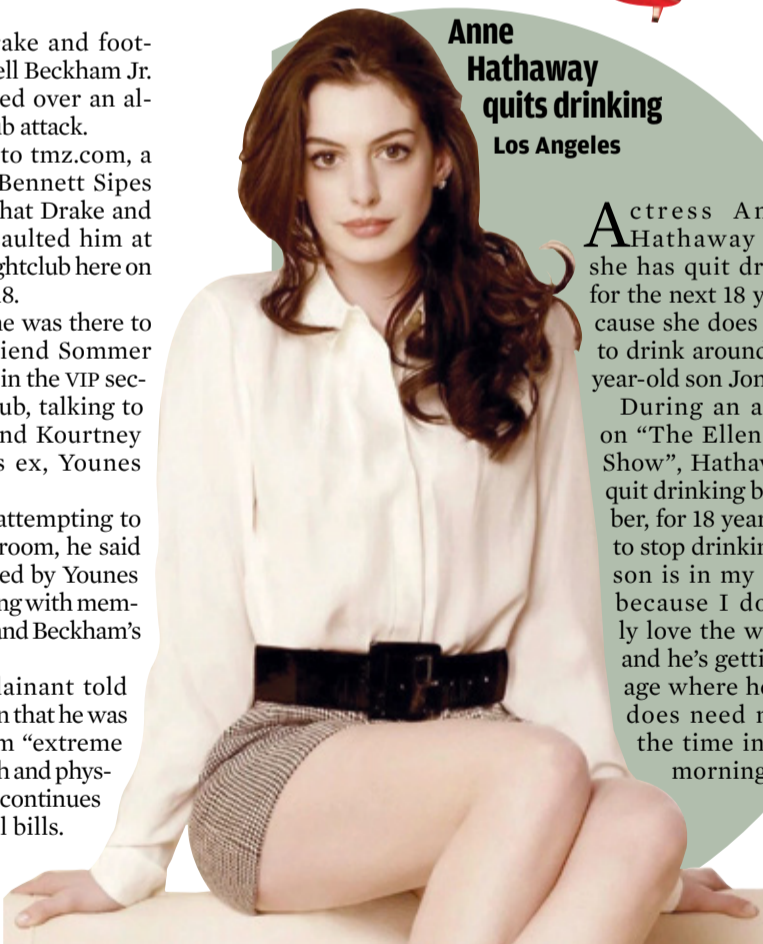 ake and foot-
ell Beckham Jr.
ed over an al-
b attack.
to tmz.com, a
Bennett Sipes
hat Drake and
aulted him at
ghtclub here on
8.
he was there to
iend Sommer
in the VIP sec-
ub, talking to
nd Kourtney
s ex, Younes
attempting to
room, he said
ed by Younes
ng with mem-
and Beckham's
lainant told
n that he was
m “extreme
h and phys-
continues
l bills.
Anne
Hathaway
quits drinking
Los Angeles
Actress An
Hathaway
she has quit dr
for the next 18 y
cause she does
to drink around
year-old son Jon
During an a
on “The Ellen
Show”, Hathaw
quit drinking b
ber, for 18 year
to stop drinkin
son is in my
because I do
ly love the w
and he’s getti
age where he
does need m
the time in
morning